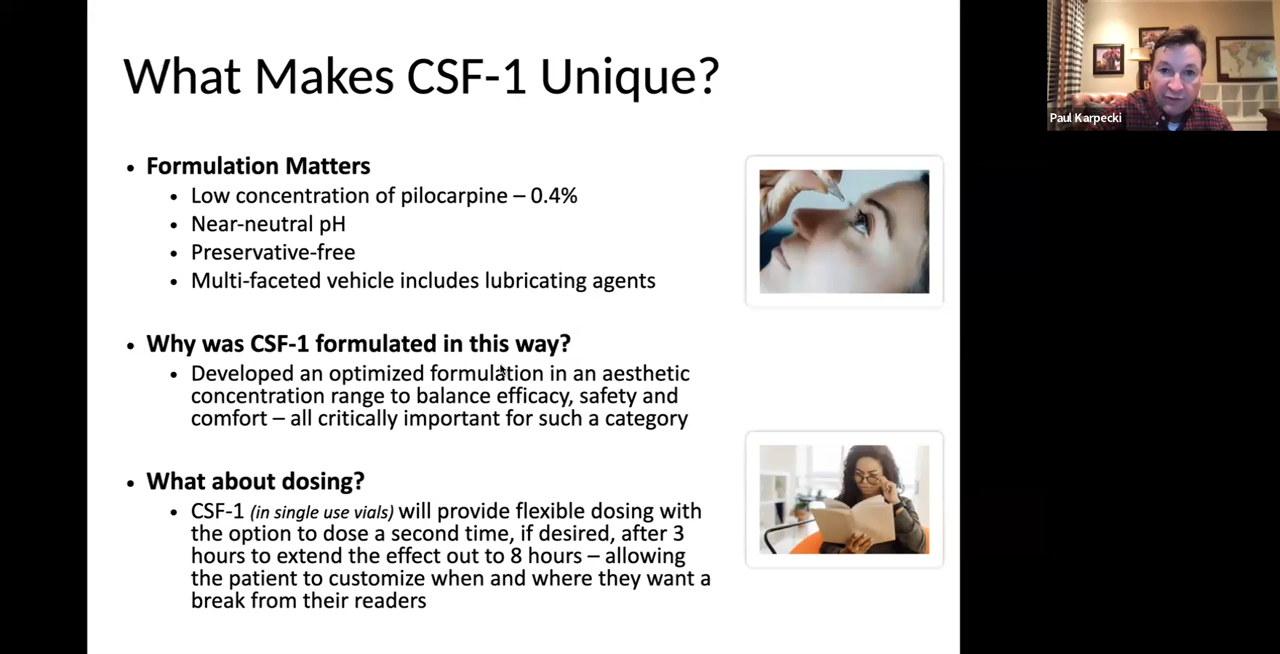 What Makes CSF-1 Unique?
Paul Karpecki
• Formulation Matters
• Low concentration of pilocarpine – 0.4%
• Near-neutral pH
• Preservative-free
• Multi-faceted vehicle includes lubricating agents
• Why was CSF-1 formulated in this way?
• Developed an optimized formulation in an aesthetic
concentration range to balance efficacy, safety and
comfort – all critically important for such a category
• What about dosing?
• CSF-1 (in single use vials) will provide flexible dosing with
the option to dose a second time, if desired, after 3
hours to extend the effect out to 8 hours – allowing
the patient to customize when and where they want a
break from their readers